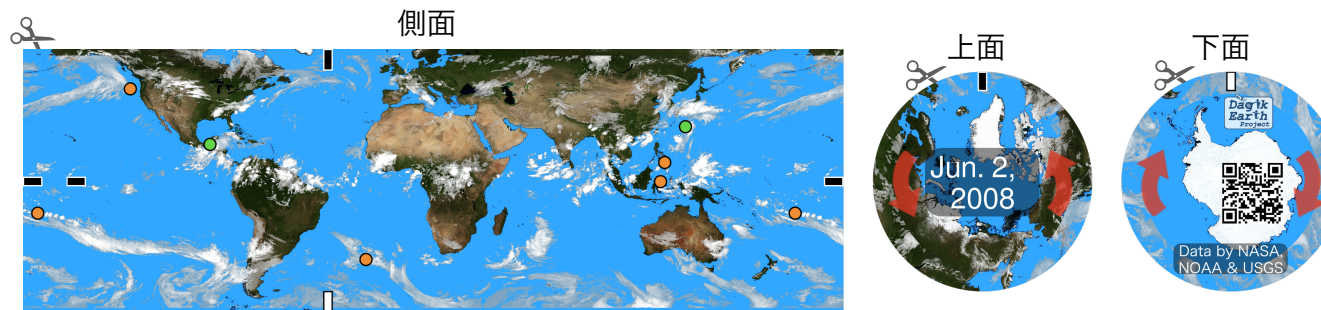 側面
上面
下面
Jun. 2,
2008
Dagik
Earth
Project
Data by NASA,
NOAA & USGS